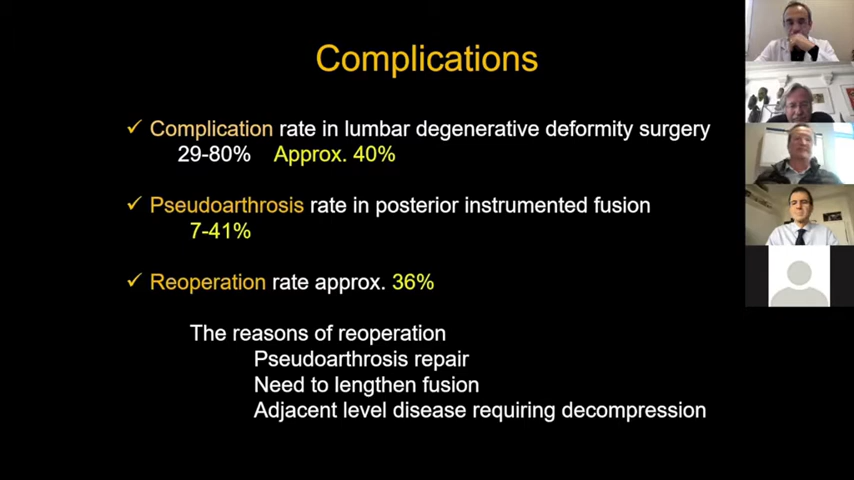 Complications
✓ Complication rate in lumbar degenerative deformity surgery
29-80% Approx. 40%
✓ Pseudoarthrosis rate in posterior instrumented fusion
7-41%
✓ Reoperation rate approx. 36%
The reasons of reoperation
Pseudoarthrosis repair
Need to lengthen fusion
Adjacent level disease requiring decompression